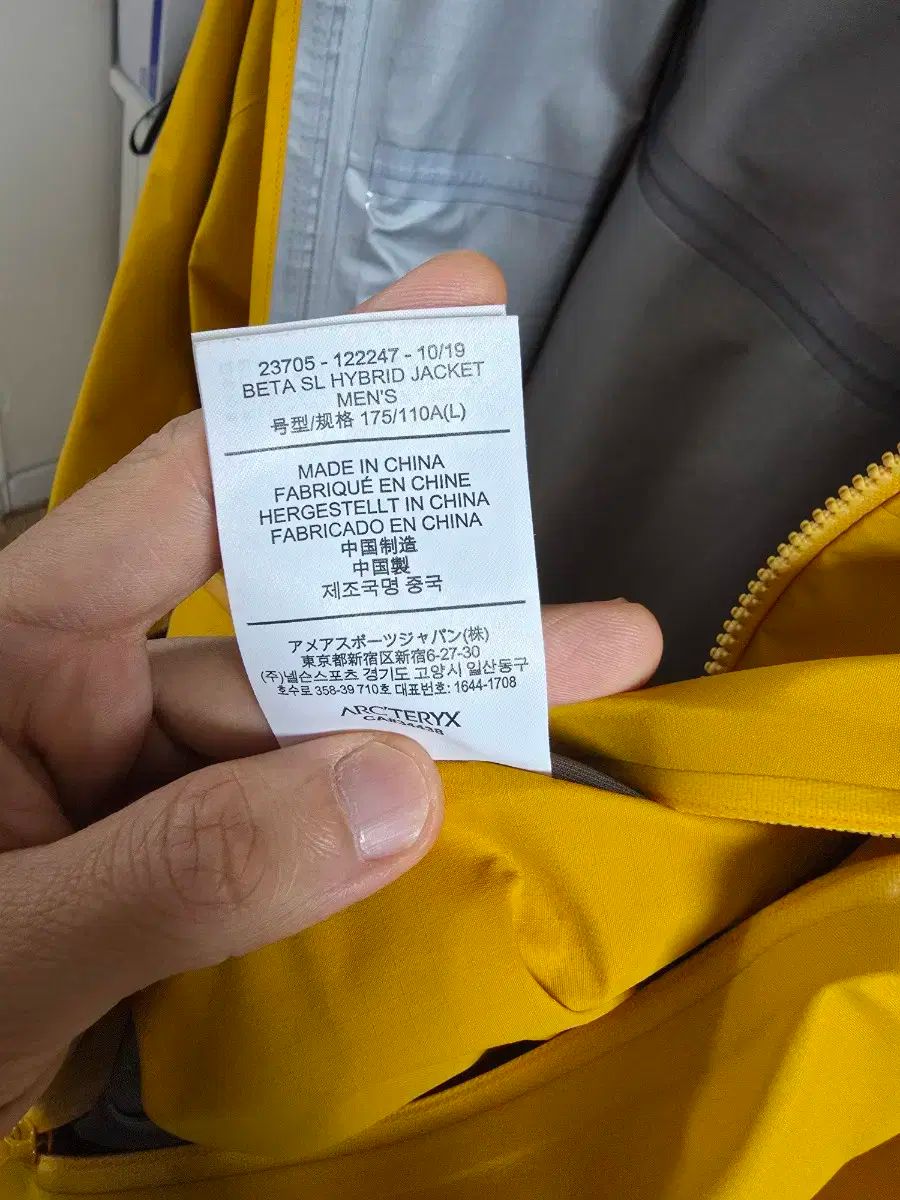 23705 - 122247 - 10/19
BETA SL HYBRID JACKET
MEN'S
号型/规格 175/110A(L)
MADE IN CHINA
FABRIQUÉ EN CHINE
HERGESTELLT IN CHINA
FABRICADO EN CHINA
中国制造
中国製
제조국명 중국
アメアスポーツジャパン(株)
東京都新宿区新宿6-27-30
(주)넬슨스포츠 경기도 고양시 일산동구
호수로 358-39 710호 대표번호: 1644-1708
ARC'TERYX
CA#34438